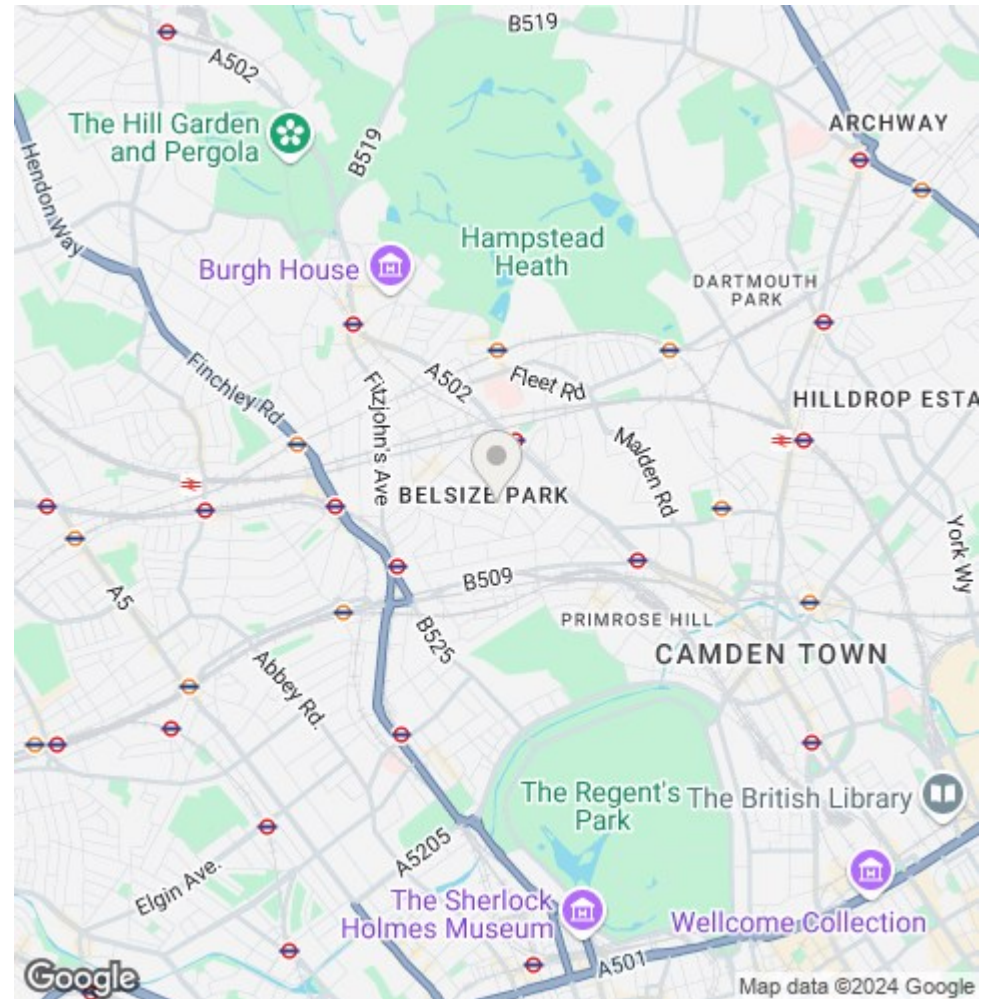 B519
A502
The Hill Garden
and Pergola
B519
ARCHWAY
Hendon Way
Hampstead
Heath
Burgh House
DARTMOUTH
PARK
A502
Fleet Rd
Finchley Rd
Fitzjohn's Ave
HILLDROP ESTA
Malden Rd
BELSIZE PARK
York Wy
B509
A5
PRIMROSE HILL
B525
CAMDEN TOWN
Abbey Rd.
The Regent's
Park
The British Library
A5205
Elgin Ave.
The Sherlock
Holmes Museum
Wellcome Collection
A501
Google
Map data ©2024 Google